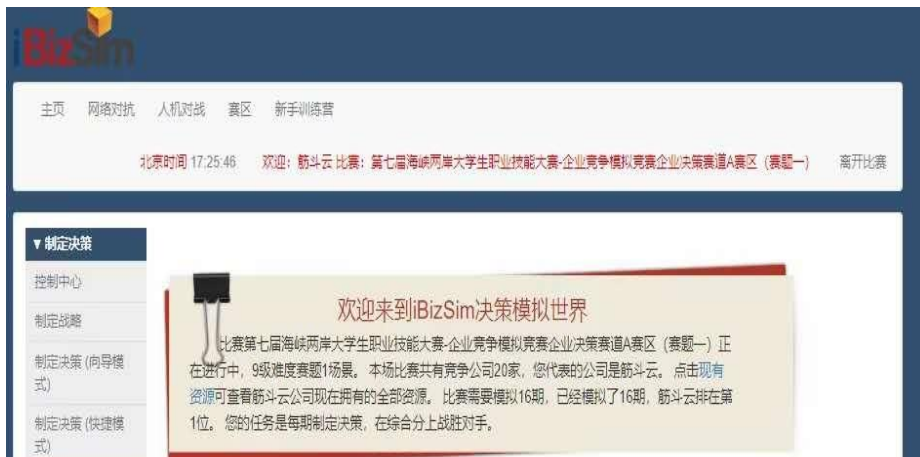 iBizSim
主页 网络对抗 人机对战 赛区 新手训练营
北京时间 17:25:46 欢迎：筋斗云 比赛：第七届海峡两岸大学生职业技能大赛-企业竞争模拟竞赛企业决策赛道A赛区（赛题一） 离开比赛
▼制定决策
控制中心
制定战略
制定决策 (向导模
式)
制定决策 (快捷模
式)
欢迎来到iBizSim决策模拟世界
比赛第七届海峡两岸大学生职业技能大赛-企业竞争模拟竞赛企业决策赛道A赛区（赛题一）正
在进行中，9级难度赛题1场景。 本场比赛共有竞争公司20家，您代表的公司是筋斗云。 点击现有
资源可查看筋斗云公司现在拥有的全部资源。 比赛需要模拟16期，已经模拟了16期，筋斗云排在第
1位。 您的任务是每期制定决策，在综合分上战胜对手。